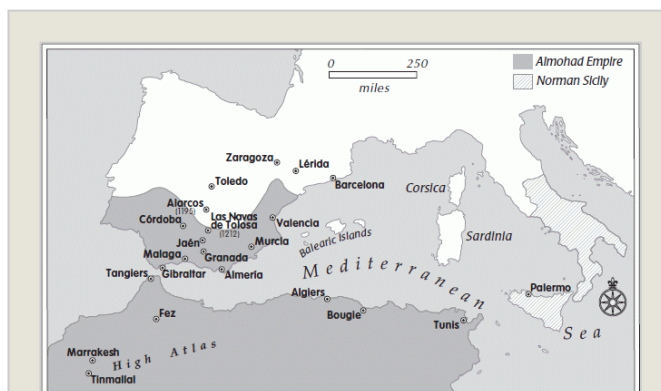 0 250
miles
Almohad Empire
Norman Sicily
Zaragoza
Lérida
Toledo
Barcelona
Corsica
Alarcos
(1195)
Las Navas
de Tolosa
(1212)
Valencia
Córdoba
Balearic Islands
Sardinia
Jaén
Murcia
Malaga
Granada
Tangiers
Gibraltar
Almeria
Mediterranean
Sea
Algiers
Palermo
Bougie
Tunis
Fez
Marrakesh
High Atlas
Tinmallal